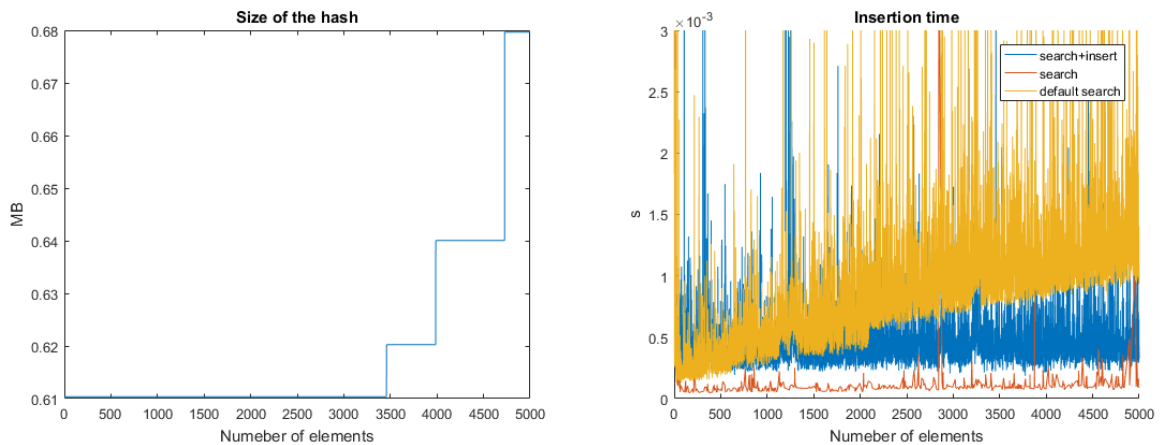 Size of the hash
0.68
0.67
0.66
0.65
0.64
0.63
0.62
0.61
MB
0 500 1000 1500 2000 2500 3000 3500 4000 4500 5000
Numeber of elements
Insertion time
×10⁻³
3
2.5
2
1.5
1
0.5
0
s
search+insert
search
default search
0 500 1000 1500 2000 2500 3000 3500 4000 4500 5000
Numeber of elements